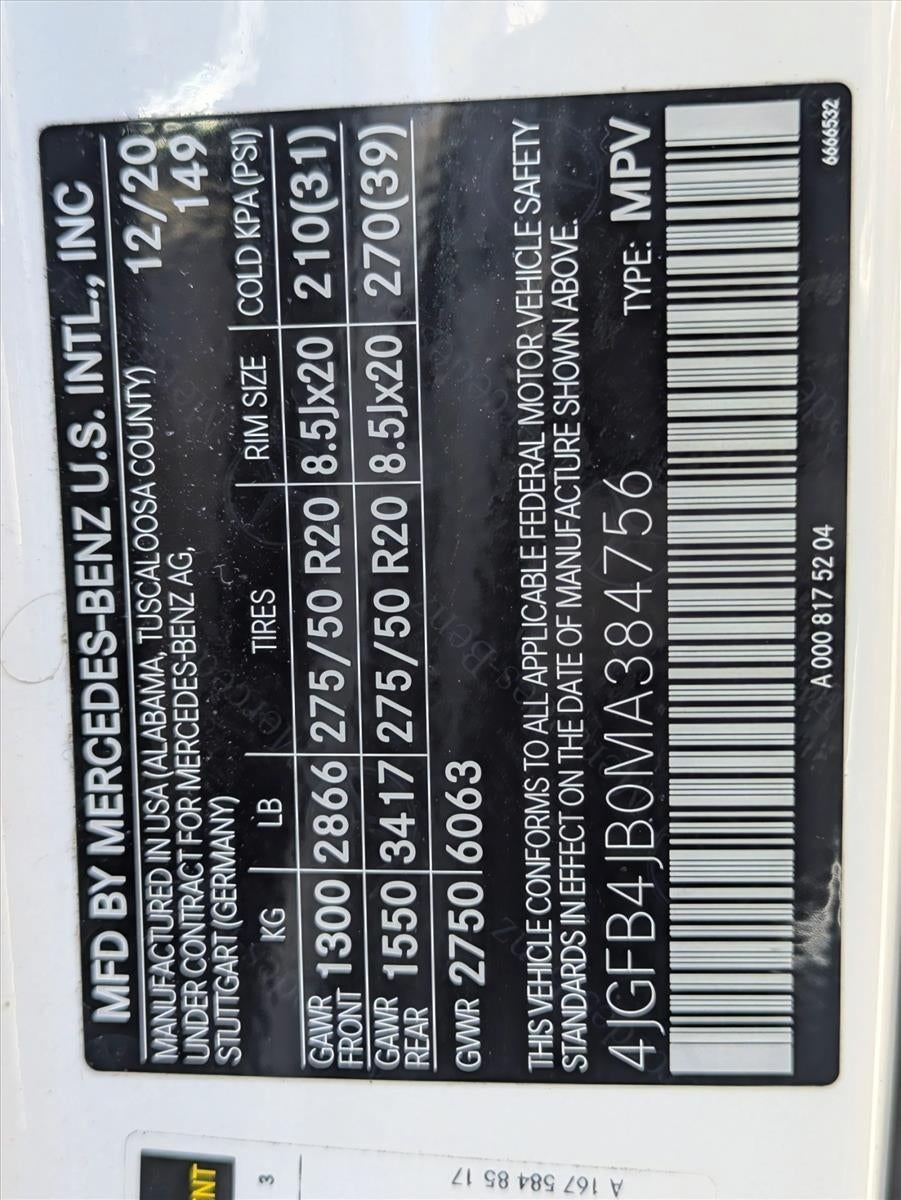 MFD BY MERCEDES-BENZ U.S. INTL., INC
MANUFACTURED IN USA (ALABAMA, TUSCALOOSA COUNTY) 12/20
UNDER CONTRACT FOR MERCEDES-BENZ AG, 149
STUTTGART (GERMANY)
KG LB TIRES RIM SIZE COLD KPA (PSI)
GAWR FRONT 1300 2866 275/50 R20 8.5Jx20 210(31)
GAWR REAR 1550 3417 275/50 R20 8.5Jx20 270(39)
GVWR 2750 6063
THIS VEHICLE CONFORMS TO ALL APPLICABLE FEDERAL MOTOR VEHICLE SAFETY
STANDARDS IN EFFECT ON THE DATE OF MANUFACTURE SHOWN ABOVE.
4JGFB4JB0MA384756 TYPE: MPV
A 000 817 52 04 6666532
3
A 167 584 85 17